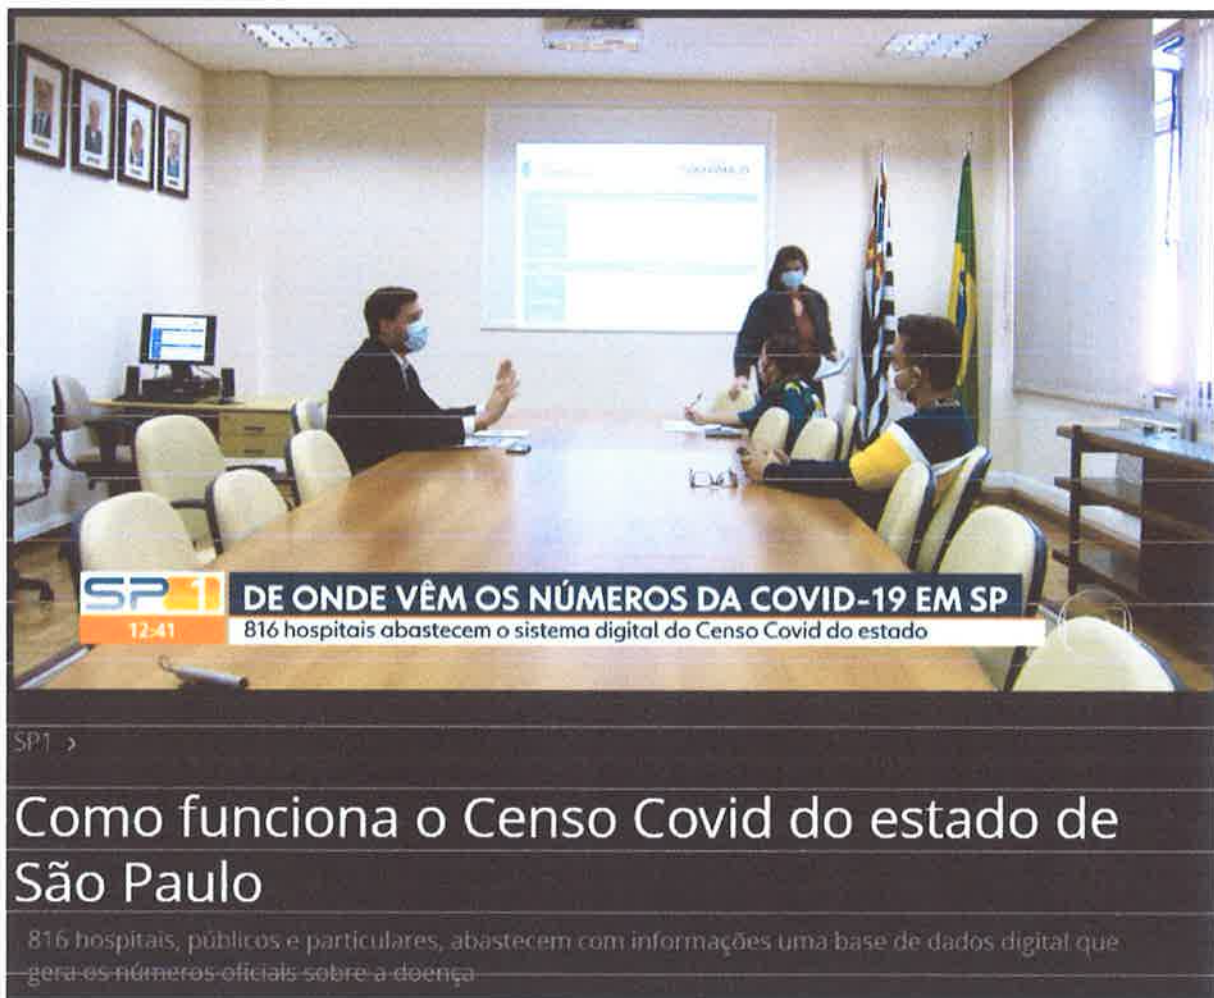 SP1
DE ONDE VÊM OS NÚMEROS DA COVID-19 EM SP
12:41
816 hospitais abastecem o sistema digital do Censo Covid do estado
SP1 >
Como funciona o Censo Covid do estado de
São Paulo
816 hospitais, públicos e particulares, abastecem com informações uma base de dados digital que
gera os números oficiais sobre a doença